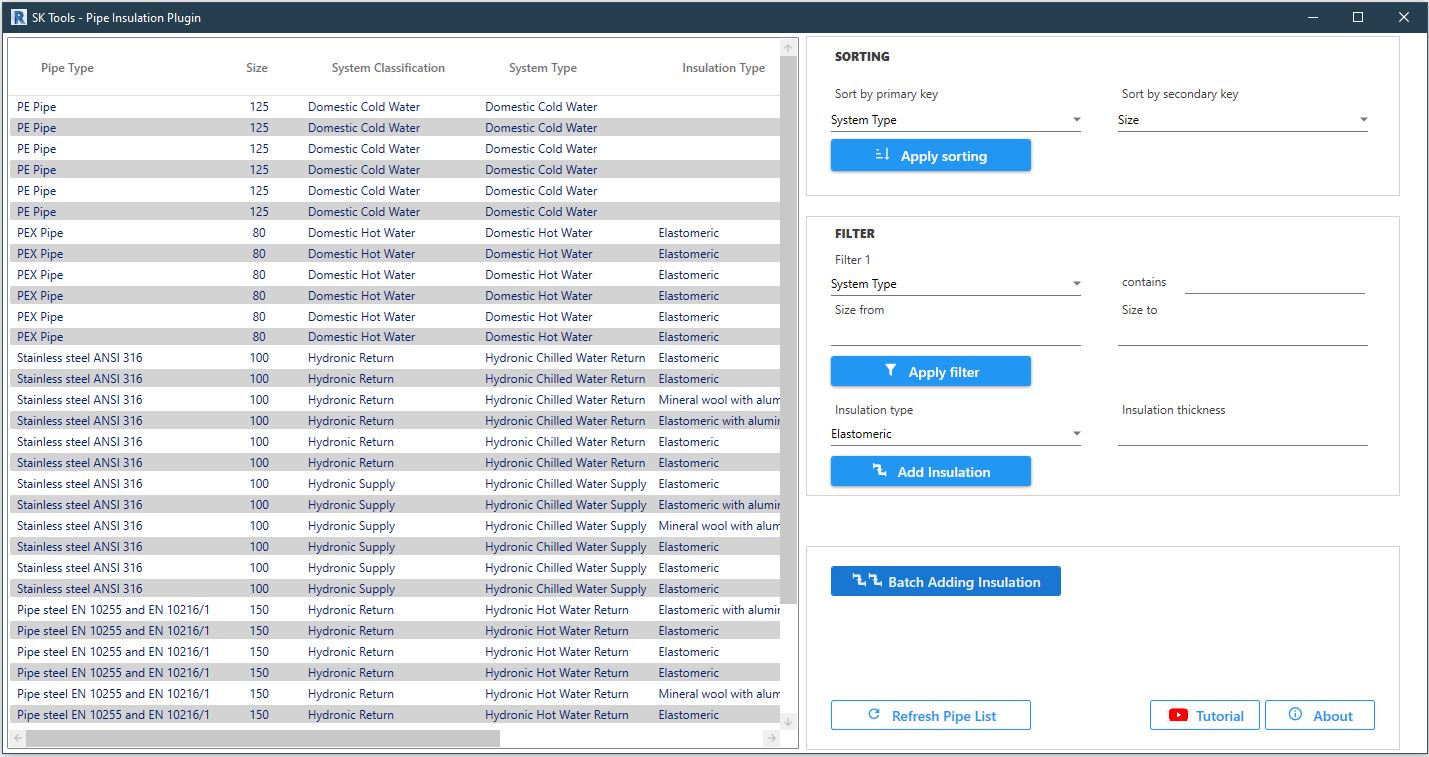 SK Tools - Pipe Insulation Plugin
Pipe Type Size System Classification System Type Insulation Type
PE Pipe 125 Domestic Cold Water Domestic Cold Water
PE Pipe 125 Domestic Cold Water Domestic Cold Water
PE Pipe 125 Domestic Cold Water Domestic Cold Water
PE Pipe 125 Domestic Cold Water Domestic Cold Water
PE Pipe 125 Domestic Cold Water Domestic Cold Water
PE Pipe 125 Domestic Cold Water Domestic Cold Water
PEX Pipe 80 Domestic Hot Water Domestic Hot Water Elastomeric
PEX Pipe 80 Domestic Hot Water Domestic Hot Water Elastomeric
PEX Pipe 80 Domestic Hot Water Domestic Hot Water Elastomeric
PEX Pipe 80 Domestic Hot Water Domestic Hot Water Elastomeric
PEX Pipe 80 Domestic Hot Water Domestic Hot Water Elastomeric
PEX Pipe 80 Domestic Hot Water Domestic Hot Water Elastomeric
Stainless steel ANSI 316 100 Hydronic Return Hydronic Chilled Water Return Elastomeric
Stainless steel ANSI 316 100 Hydronic Return Hydronic Chilled Water Return Elastomeric
Stainless steel ANSI 316 100 Hydronic Return Hydronic Chilled Water Return Mineral wool with alum
Stainless steel ANSI 316 100 Hydronic Return Hydronic Chilled Water Return Elastomeric with alumin
Stainless steel ANSI 316 100 Hydronic Return Hydronic Chilled Water Return Elastomeric
Stainless steel ANSI 316 100 Hydronic Return Hydronic Chilled Water Return Elastomeric
Stainless steel ANSI 316 100 Hydronic Supply Hydronic Chilled Water Supply Elastomeric
Stainless steel ANSI 316 100 Hydronic Supply Hydronic Chilled Water Supply Elastomeric with alumin
Stainless steel ANSI 316 100 Hydronic Supply Hydronic Chilled Water Supply Mineral wool with alum
Stainless steel ANSI 316 100 Hydronic Supply Hydronic Chilled Water Supply Elastomeric
Stainless steel ANSI 316 100 Hydronic Supply Hydronic Chilled Water Supply Elastomeric
Stainless steel ANSI 316 100 Hydronic Supply Hydronic Chilled Water Supply Elastomeric
Pipe steel EN 10255 and EN 10216/1 150 Hydronic Return Hydronic Hot Water Return Elastomeric with alumin
Pipe steel EN 10255 and EN 10216/1 150 Hydronic Return Hydronic Hot Water Return Elastomeric
Pipe steel EN 10255 and EN 10216/1 150 Hydronic Return Hydronic Hot Water Return Elastomeric
Pipe steel EN 10255 and EN 10216/1 150 Hydronic Return Hydronic Hot Water Return Elastomeric
Pipe steel EN 10255 and EN 10216/1 150 Hydronic Return Hydronic Hot Water Return Mineral wool with alum
Pipe steel EN 10255 and EN 10216/1 150 Hydronic Return Hydronic Hot Water Return Elastomeric
SORTING
Sort by primary key Sort by secondary key
System Type Size
Apply sorting
FILTER
Filter 1
System Type contains
Size from Size to
Apply filter
Insulation type Insulation thickness
Elastomeric
Add Insulation
Batch Adding Insulation
Refresh Pipe List Tutorial About